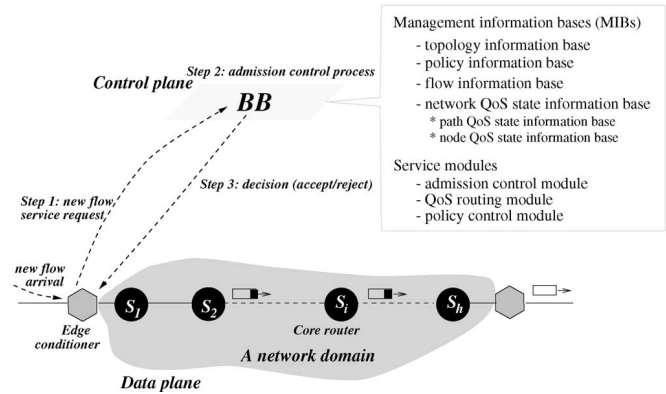 Management information bases (MIBs)
- topology information base
- policy information base
- flow information base
- network QoS state information base
* path QoS state information base
* node QoS state information base
Service modules
- admission control module
- QoS routing module
- policy control module
Step 2: admission control process
Control plane
BB
Step 3: decision (accept/reject)
Step 1: new flow
service request
new flow
arrival
S1
S2
Si
Sh
Edge
conditioner
Core router
A network domain
Data plane